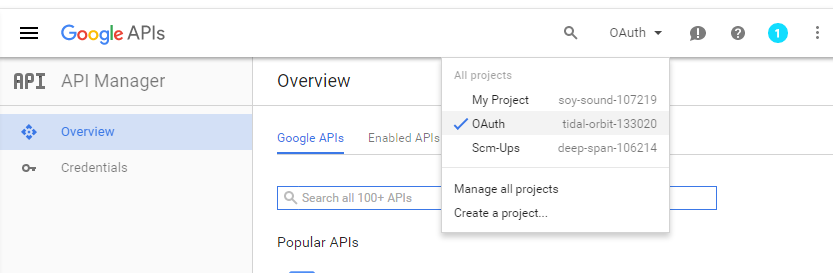 Google APIs
OAuth
1
API API Manager
Overview
Credentials
Overview
Google APIs
Enabled APIs
Search all 100+ APIs
Popular APIs
All projects
My Project soy-sound-107219
OAuth tidal-orbit-133020
Scm-Ups deep-span-106214
Manage all projects
Create a project...